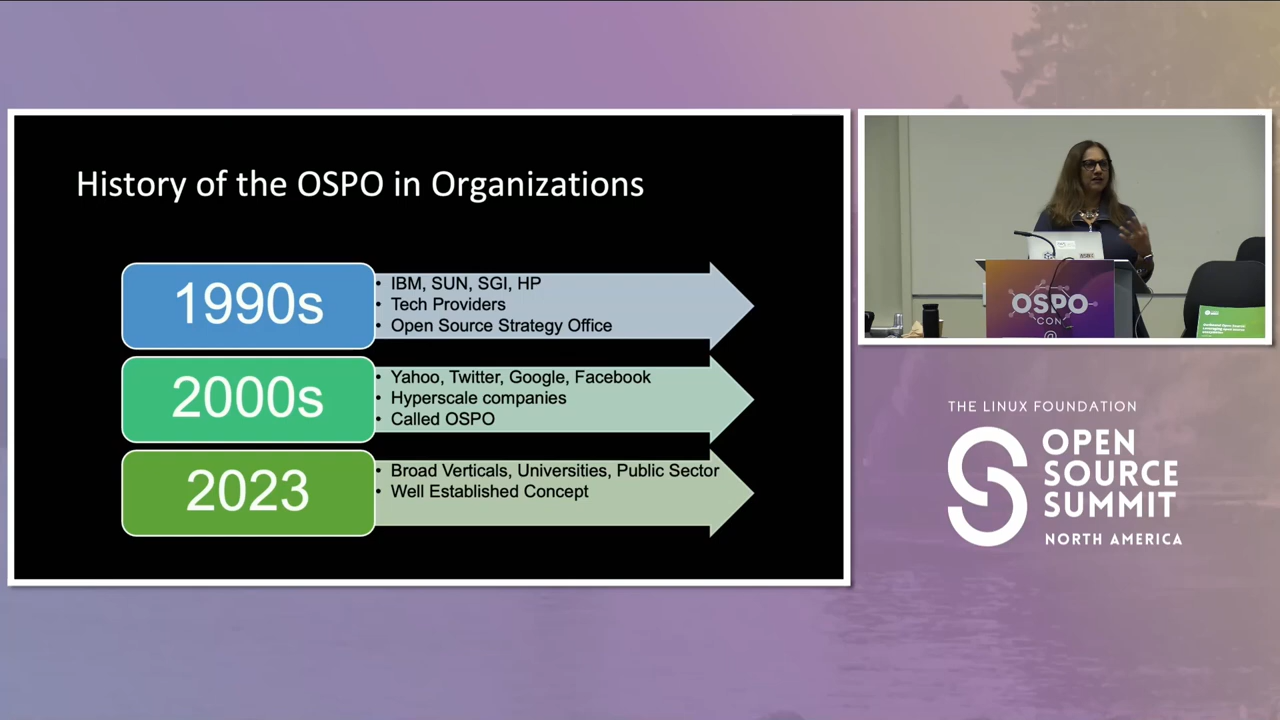 History of the OSPO in Organizations
1990s
• IBM, SUN, SGI, HP
• Tech Providers
• Open Source Strategy Office
2000s
• Yahoo, Twitter, Google, Facebook
• Hyperscale companies
• Called OSPO
2023
• Broad Verticals, Universities, Public Sector
• Well Established Concept
OSPO
CON
@
THE LINUX FOUNDATION
OPEN
SOURCE
SUMMIT
NORTH AMERICA